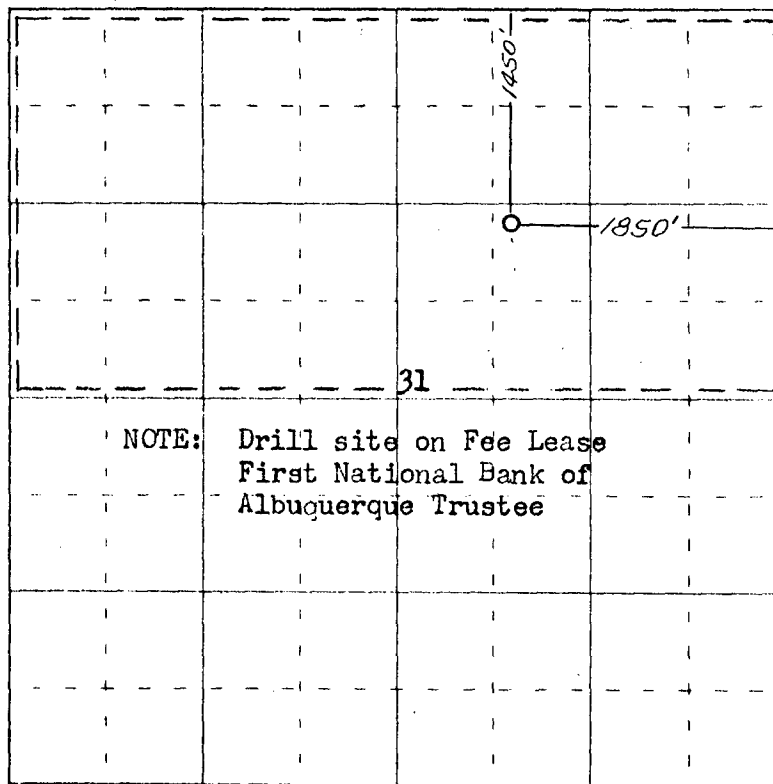 1450'
1850'
31
NOTE: Drill site on Fee Lease
First National Bank of
Albuquerque Trustee